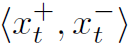 ⟨x_t^+, x_t^-⟩